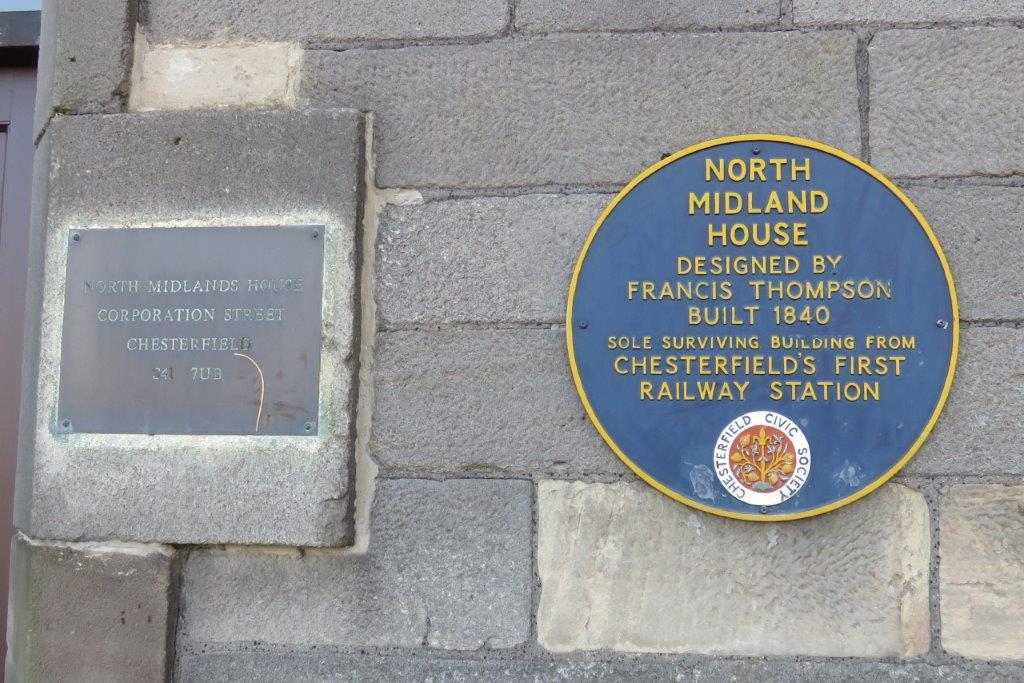 NORTH MIDLANDS HOUSE
CORPORATION STREET
CHESTERFIELD
S41 7UB
NORTH
MIDLAND
HOUSE
DESIGNED BY
FRANCIS THOMPSON
BUILT 1840
SOLE SURVIVING BUILDING FROM
CHESTERFIELD'S FIRST
RAILWAY STATION
CHESTERFIELD CIVIC SOCIETY